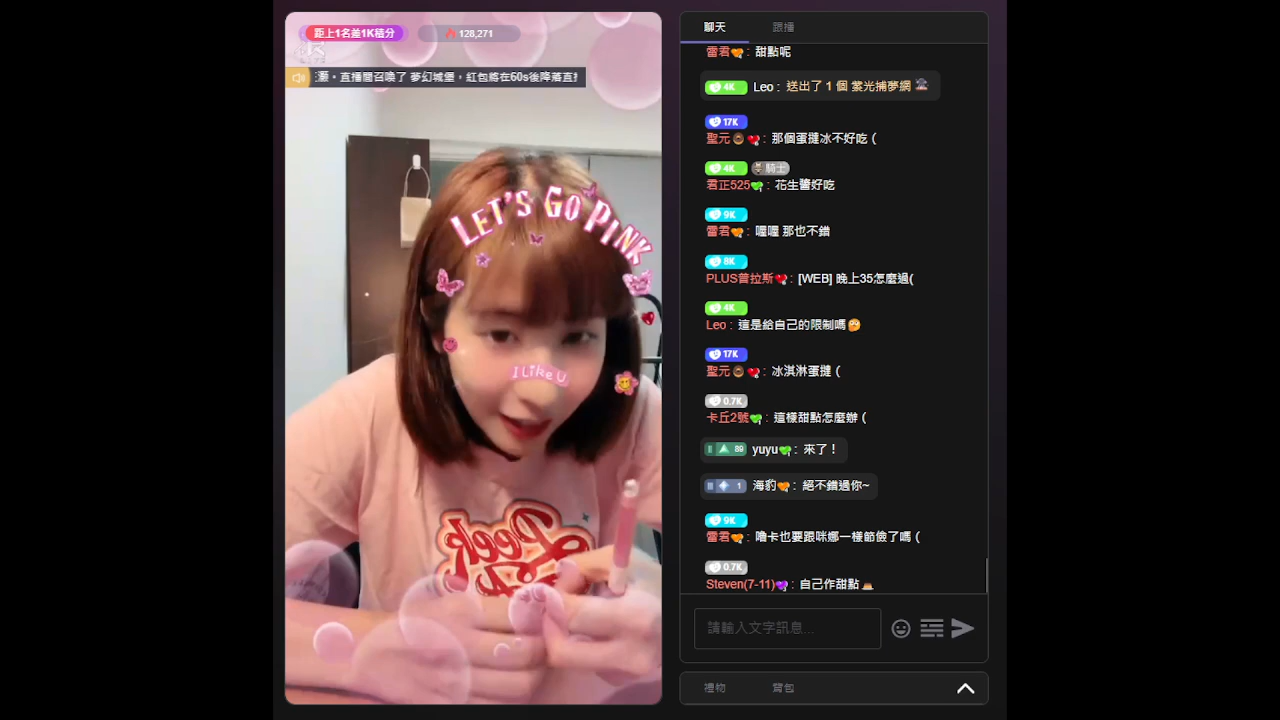 距上1名差1K積分
128,271
灝。直播間召喚了 夢幻城堡，紅包將在60s後降落直播
LET'S GO PINK
I Like U
Peek
聊天
跟播
雷君: 甜點呢
4K Leo : 送出了 1 個 紫光捕夢網
17K
聖元: 那個蛋撻冰不好吃 (
4K 騎士
君正525: 花生醬好吃
9K
雷君: 喔喔 那也不錯
8K
PLUS普拉斯: [WEB] 晚上35怎麼過(
4K
Leo : 這是給自己的限制嗎
17K
聖元: 冰淇淋蛋撻 (
0.7K
卡丘2號: 這樣甜點怎麼辦 (
89 yuyu: 來了！
1 海豹: 絕不錯過你~
9K
雷君: 嚕卡也要跟咪娜一樣節儉了嗎 (
0.7K
Steven(7-11): 自己作甜點
請輸入文字訊息...
禮物
背包